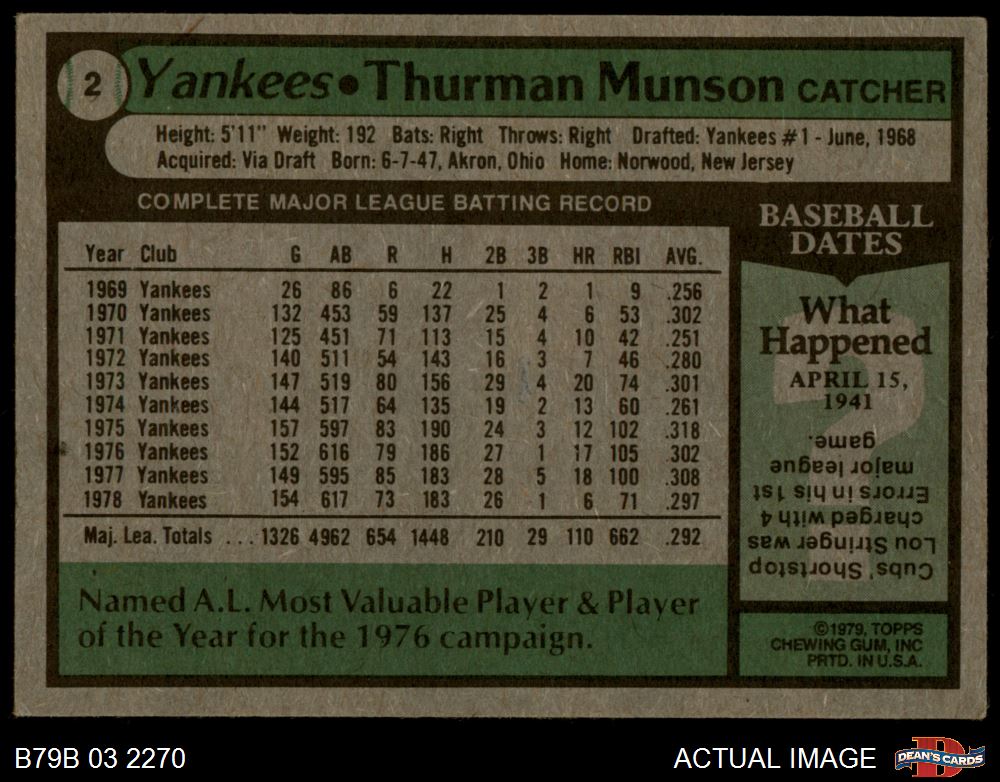 2
Yankees • Thurman Munson CATCHER
Height: 5'11" Weight: 192 Bats: Right Throws: Right Drafted: Yankees #1 - June, 1968
Acquired: Via Draft Born: 6-7-47, Akron, Ohio Home: Norwood, New Jersey
COMPLETE MAJOR LEAGUE BATTING RECORD
Year Club G AB R H 2B 3B HR RBI AVG.
1969 Yankees 26 86 6 22 1 2 1 9 .256
1970 Yankees 132 453 59 137 25 4 6 53 .302
1971 Yankees 125 451 71 113 15 4 10 42 .251
1972 Yankees 140 511 54 143 16 3 7 46 .280
1973 Yankees 147 519 80 156 29 4 20 74 .301
1974 Yankees 144 517 64 135 19 2 13 60 .261
1975 Yankees 157 597 83 190 24 3 12 102 .318
1976 Yankees 152 616 79 186 27 1 17 105 .302
1977 Yankees 149 595 85 183 28 5 18 100 .308
1978 Yankees 154 617 73 183 26 1 6 71 .297
Maj. Lea. Totals ... 1326 4962 654 1448 210 29 110 662 .292
Named A.L. Most Valuable Player & Player
of the Year for the 1976 campaign.
BASEBALL
DATES
What
Happened
APRIL 15,
1941
Cubs' Shortstop
Lou Stringer was
charged with 4
Errors in his 1st
major league
game.
©1979, TOPPS
CHEWING GUM, INC
PRTD. IN U.S.A.
B79B 03 2270
ACTUAL IMAGE
DEAN'S CARDS